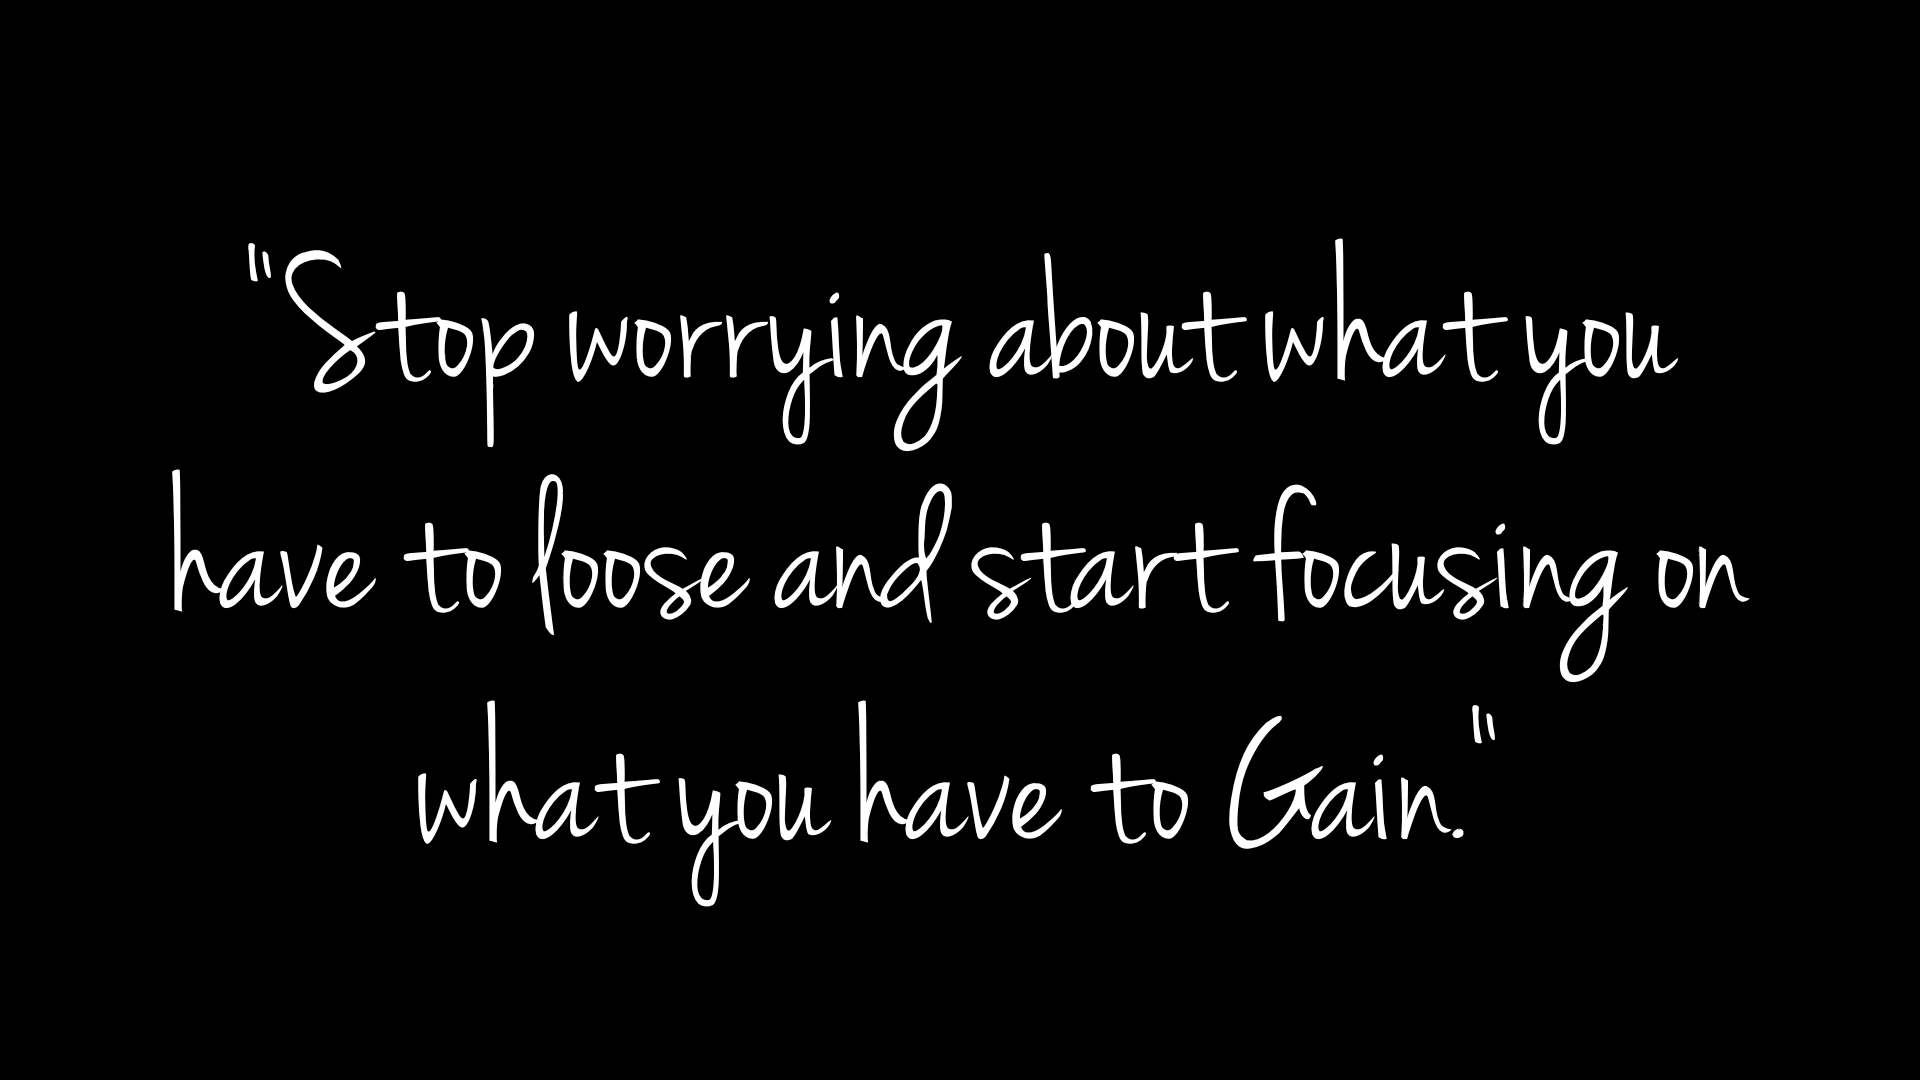 "Stop worrying about what you
have to loose and start focusing on
what you have to Gain."